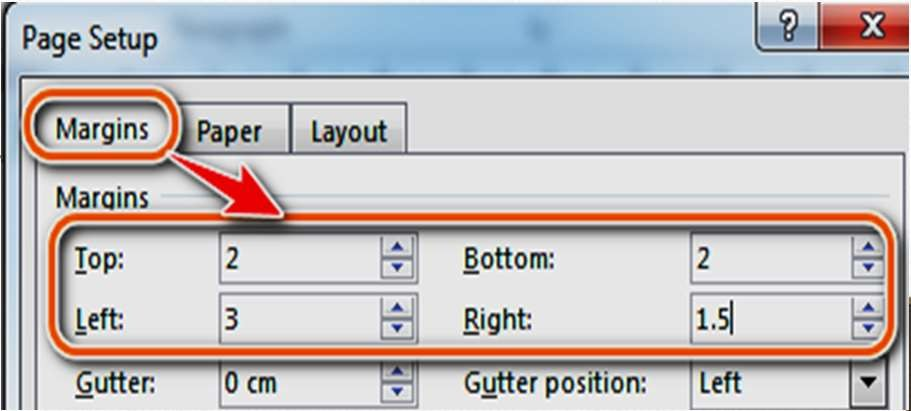 Page Setup
?
X
Margins Paper Layout
Margins
Top: 2 Bottom: 2
Left: 3 Right: 1.5
Gutter: 0 cm Gutter position: Left